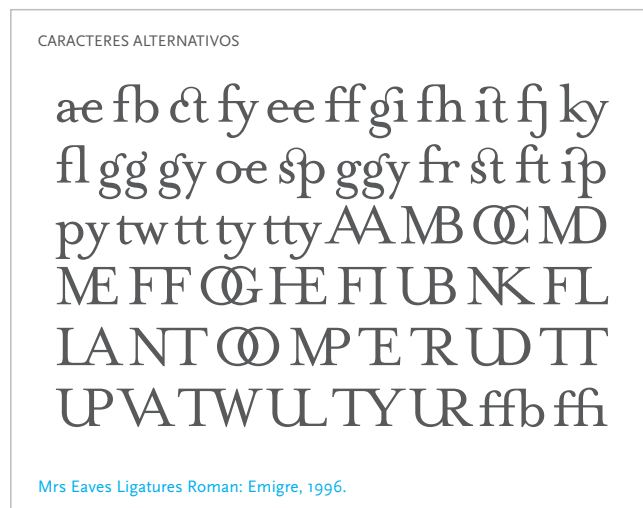 CARACTERES ALTERNATIVOS
ae fb ct fy ee ff gi fh it fj ky
fl gg gy oe sp ggy fr st ft ip
py tw tt ty tty AA MB OC MD
ME FF OG HE FI UB NK FL
LA NT OO MP TE TR UD TT
UP VA TW UL TY UR ffb ffi
Mrs Eaves Ligatures Roman: Emigre, 1996.